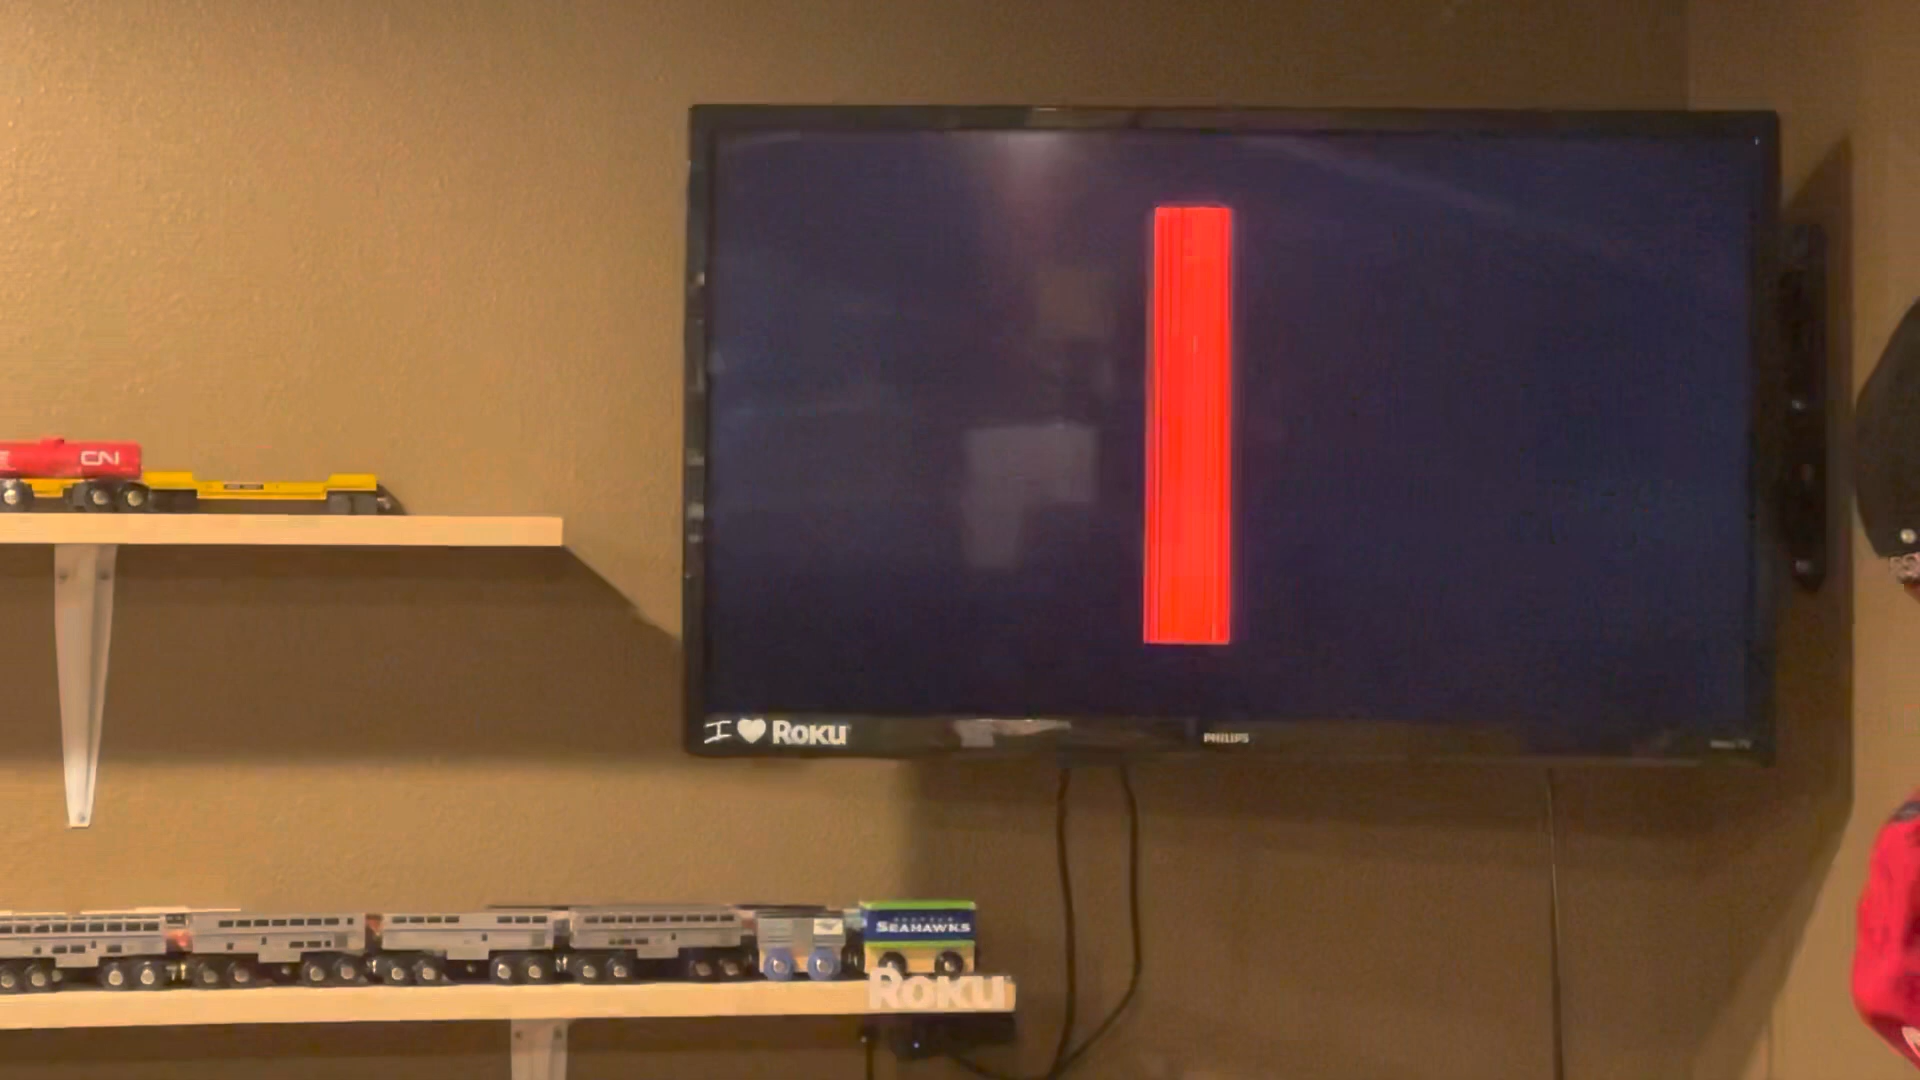 CN
I ♥ Roku
PHILIPS
SEAHAWKS
Roku